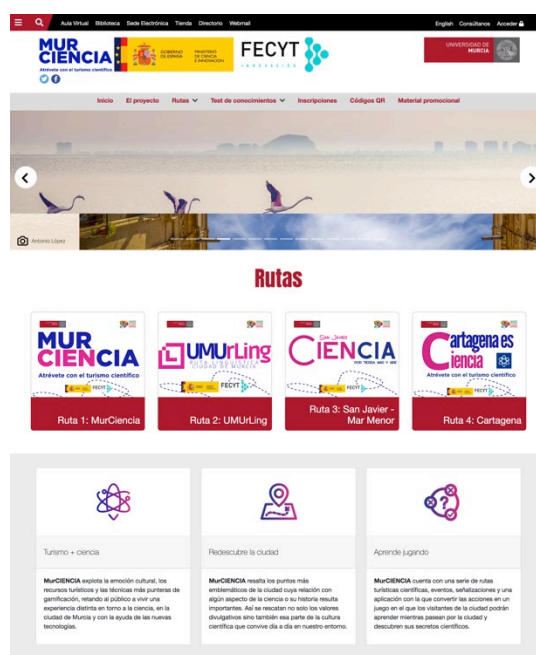 Aula Virtual Biblioteca Sede Electrónica Tienda Directorio Webmail
English Consúltanos Acceder
MUR
CIENCIA
Atrévete con el turismo científico
GOBIERNO
DE ESPAÑA
MINISTERIO
DE CIENCIA
E INNOVACIÓN
FECYT
INNOVACIÓN
UNIVERSIDAD DE
MURCIA
Inicio El proyecto Rutas Test de conocimientos Inscripciones Códigos QR Material promocional
Antonio López
Rutas
MUR
CIENCIA
Atrévete con el turismo científico
FECYT
Ruta 1: MurCiencia
UMUrLing
RUTA LINGÜÍSTICA
CIUDAD DE MURCIA
FECYT
Ruta 2: UMUrLing
San Javier
CIENCIA
FECYT
Ruta 3: San Javier -
Mar Menor
Cartagena es
Ciencia
Atrévete con el turismo científico
FECYT
Ruta 4: Cartagena
Turismo + ciencia
MurCIENCIA explota la emoción cultural, los
recursos turísticos y las técnicas más punteras de
gamificación, retando al público a vivir una
experiencia distinta en torno a la ciencia, en la
ciudad de Murcia y con la ayuda de las nuevas
tecnologías.
Redescubre la ciudad
MurCIENCIA resalta los puntos más
emblemáticos de la ciudad cuya relación con
algún aspecto de la ciencia o su historia resulta
importantes. Así se rescatan no solo los valores
divulgativos sino también esa parte de la cultura
científica que convive día a día en nuestro entorno.
Aprende jugando
MurCIENCIA cuenta con una serie de rutas
turísticas científicas, eventos, señalizaciones y una
aplicación con la que convertir las acciones en un
juego en el que los visitantes de la ciudad podrán
aprender mientras pasean por la ciudad y
descubren sus secretos científicos.